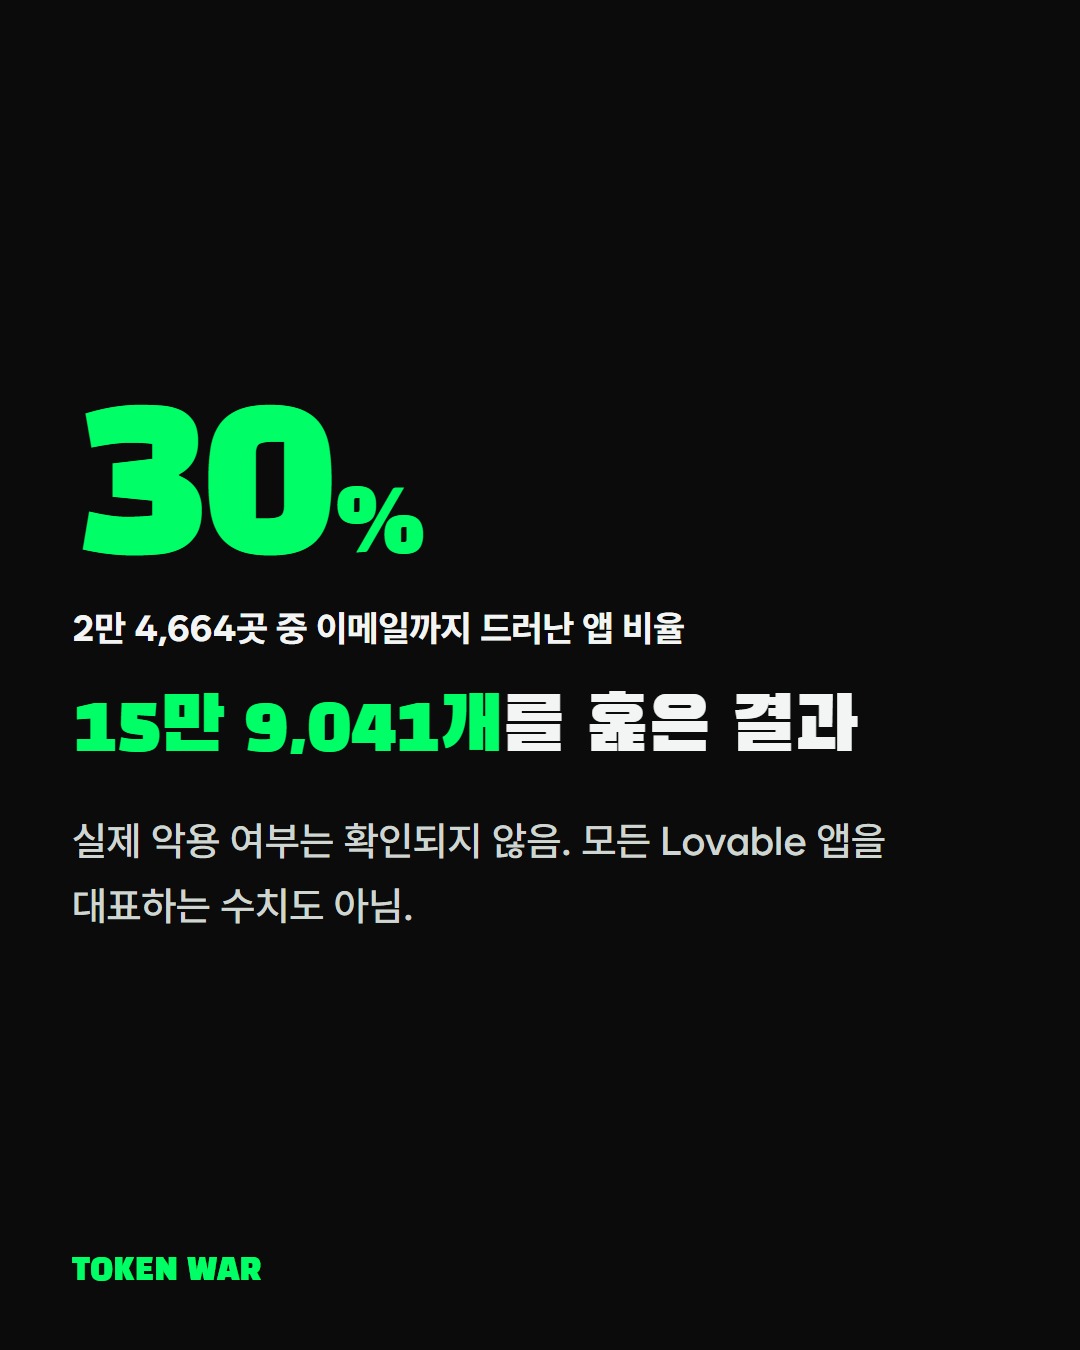 30%
2만 4,664곳 중 이메일까지 드러난 앱 비율
15만 9,041개를 훑은 결과
실제 악용 여부는 확인되지 않음. 모든 Lovable 앱을
대표하는 수치도 아님.
TOKEN WAR